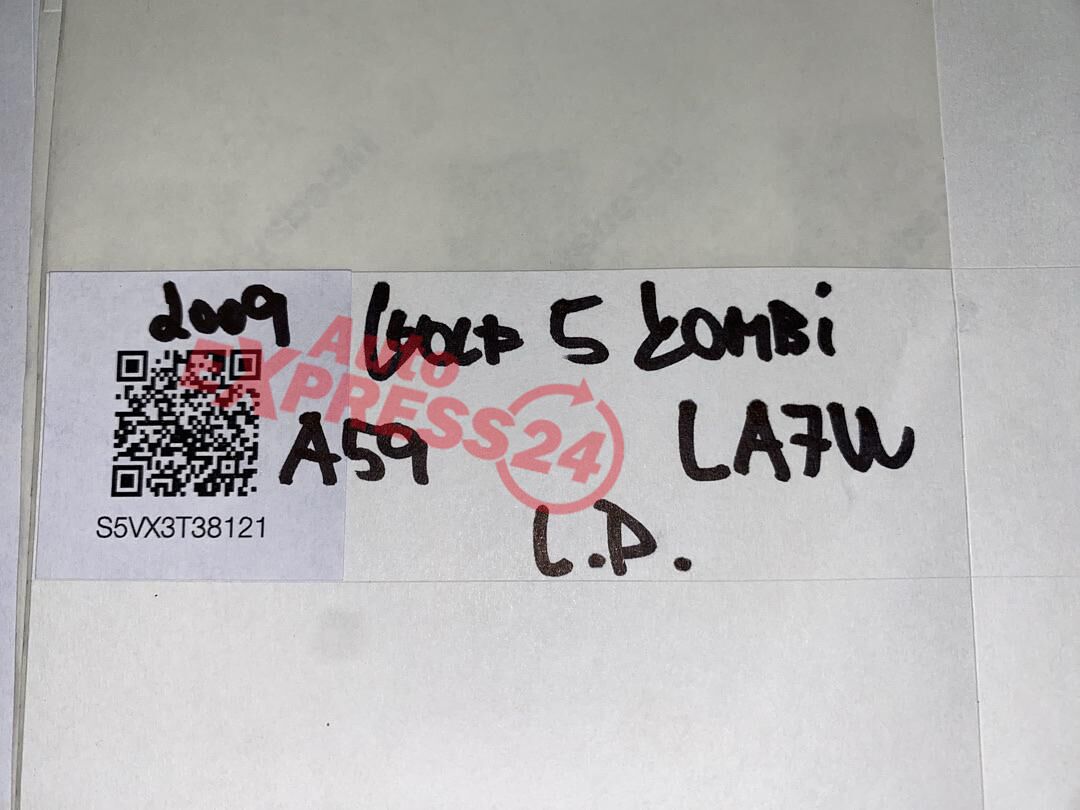 2009 GOLF 5 KOMBi
A59 LA7W
L.P.
S5VX3T38121
Auto
EXPRESS24